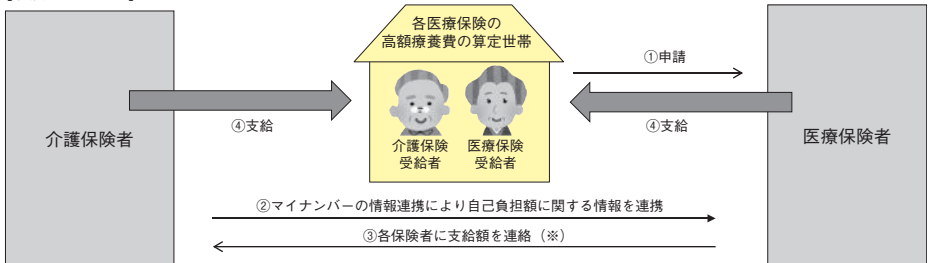 各医療保険の
高額療養費の算定世帯
①申請
④支給
④支給
介護保険者
医療保険者
介護保険
受給者
医療保険
受給者
②マイナンバーの情報連携により自己負担額に関する情報を連携
③各保険者に支給額を連絡（※）